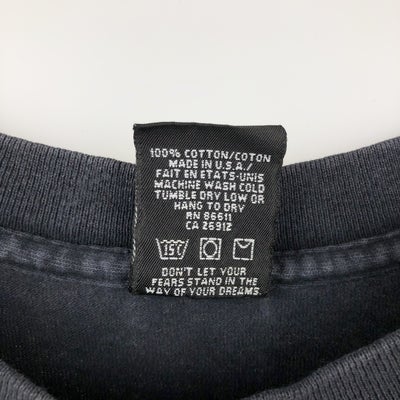 100% COTTON/COTON
MADE IN U.S.A./
FAIT EN ETATS-UNIS
MACHINE WASH COLD
TUMBLE DRY LOW OR
HANG TO DRY
RN 86611
CA 26912
DON'T LET YOUR
FEARS STAND IN THE
WAY OF YOUR DREAMS